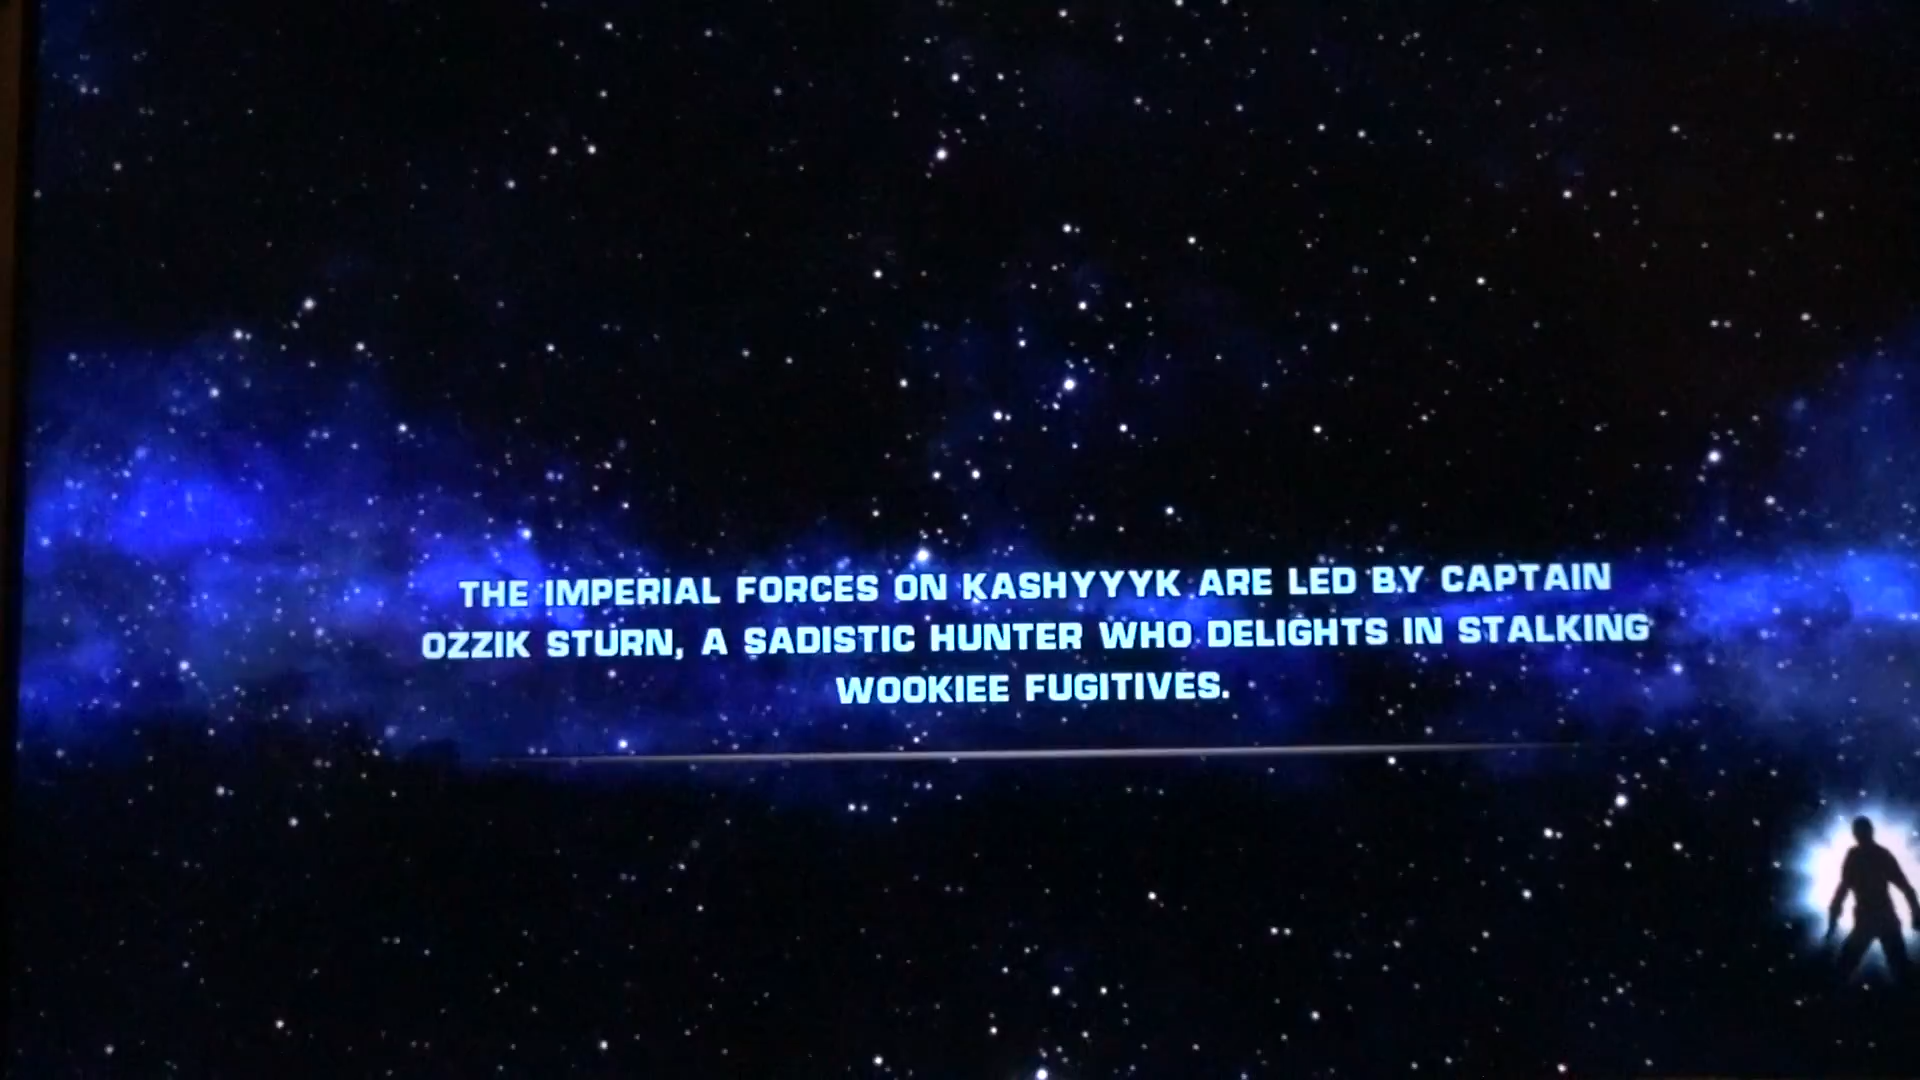 THE IMPERIAL FORCES ON KASHYYYK ARE LED BY CAPTAIN
OZZIK STURN, A SADISTIC HUNTER WHO DELIGHTS IN STALKING
WOOKIEE FUGITIVES.